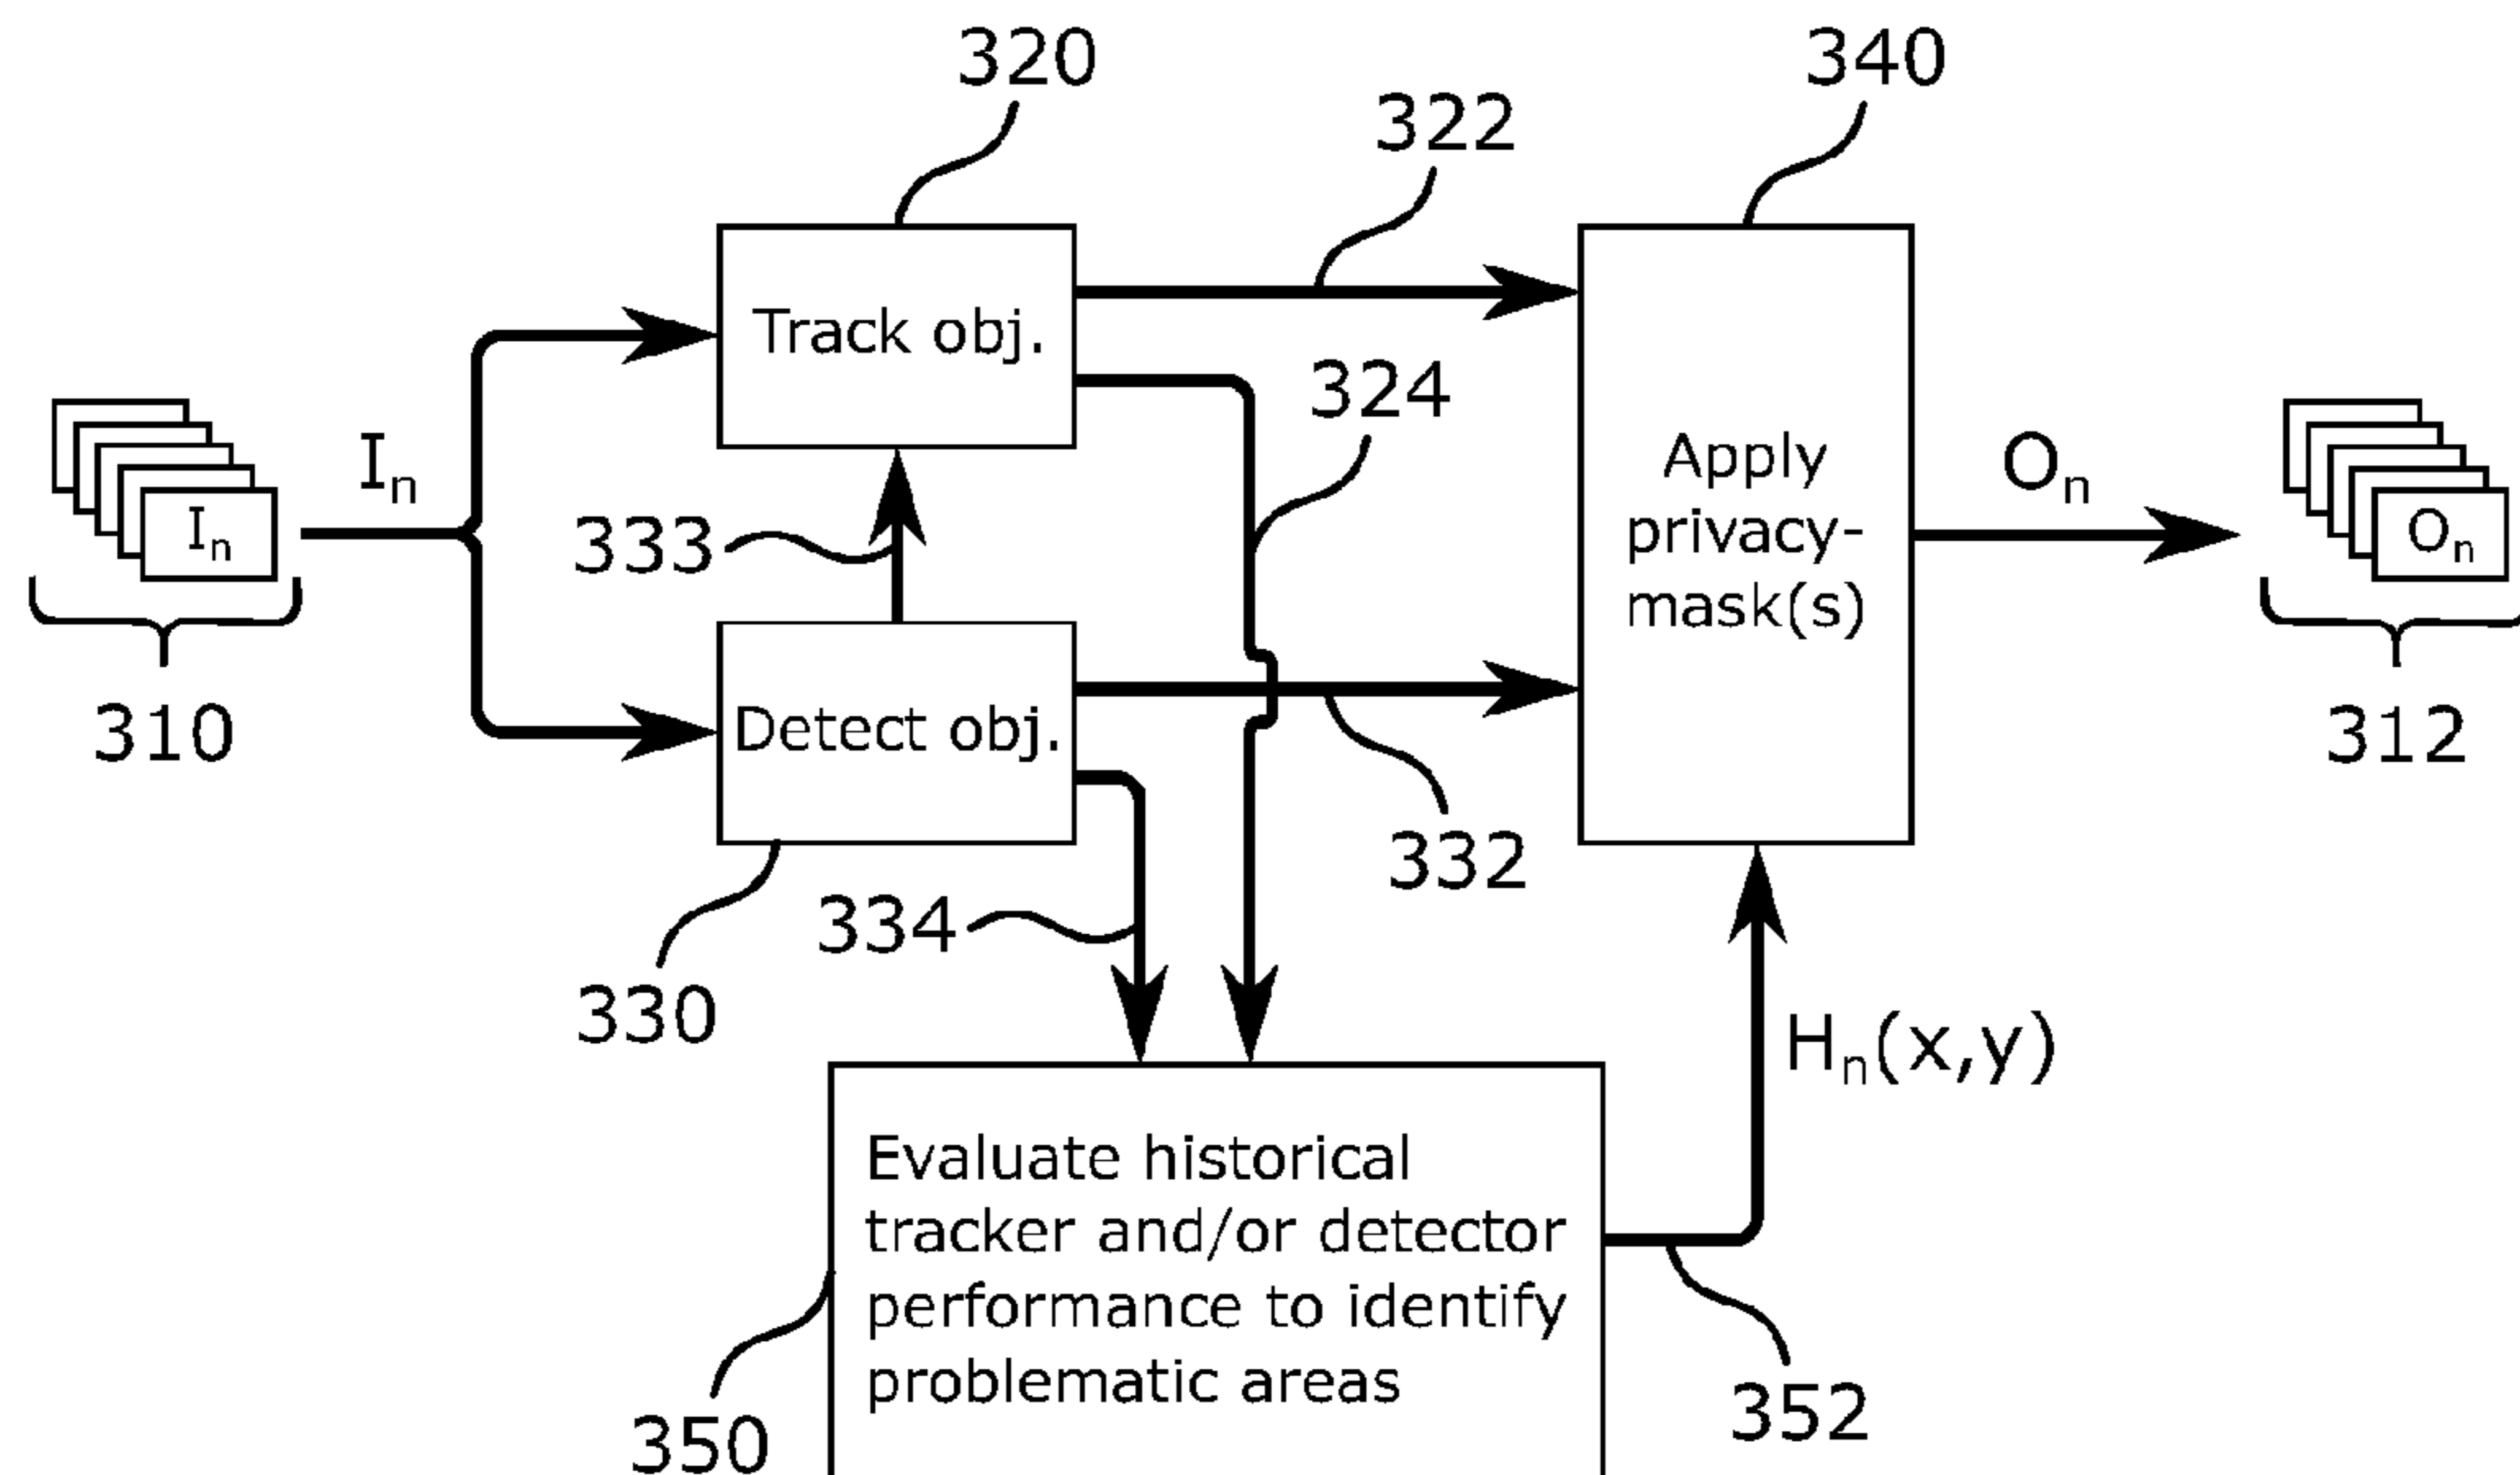 320
340
322
Track obj.
324
I_n
I_n
333
Apply
privacy-
mask(s)
O_n
O_n
310
Detect obj.
312
332
334
330
H_n(x,y)
Evaluate historical
tracker and/or detector
performance to identify
problematic areas
350
352